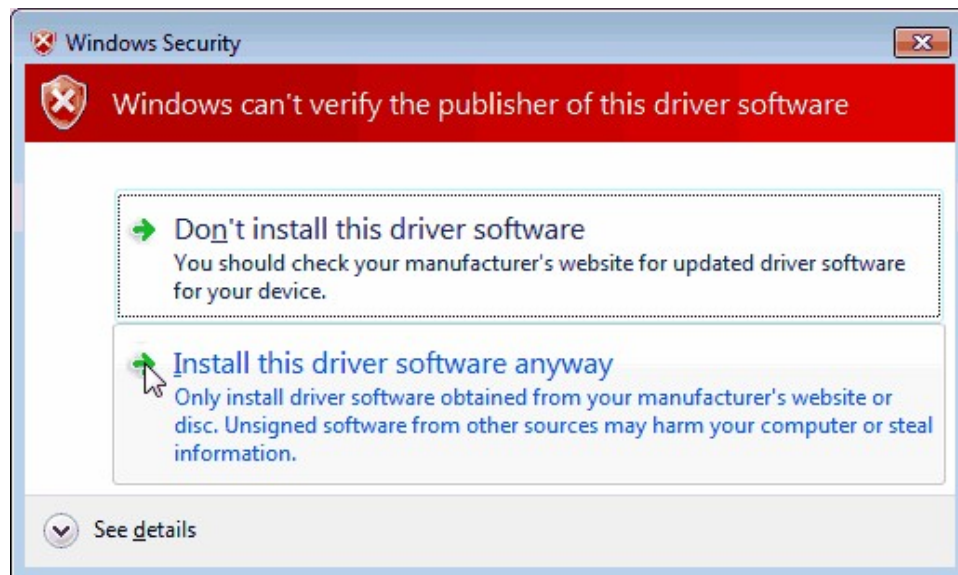 Windows Security
Windows can't verify the publisher of this driver software
Don't install this driver software
You should check your manufacturer's website for updated driver software
for your device.
Install this driver software anyway
Only install driver software obtained from your manufacturer's website or
disc. Unsigned software from other sources may harm your computer or steal
information.
See details